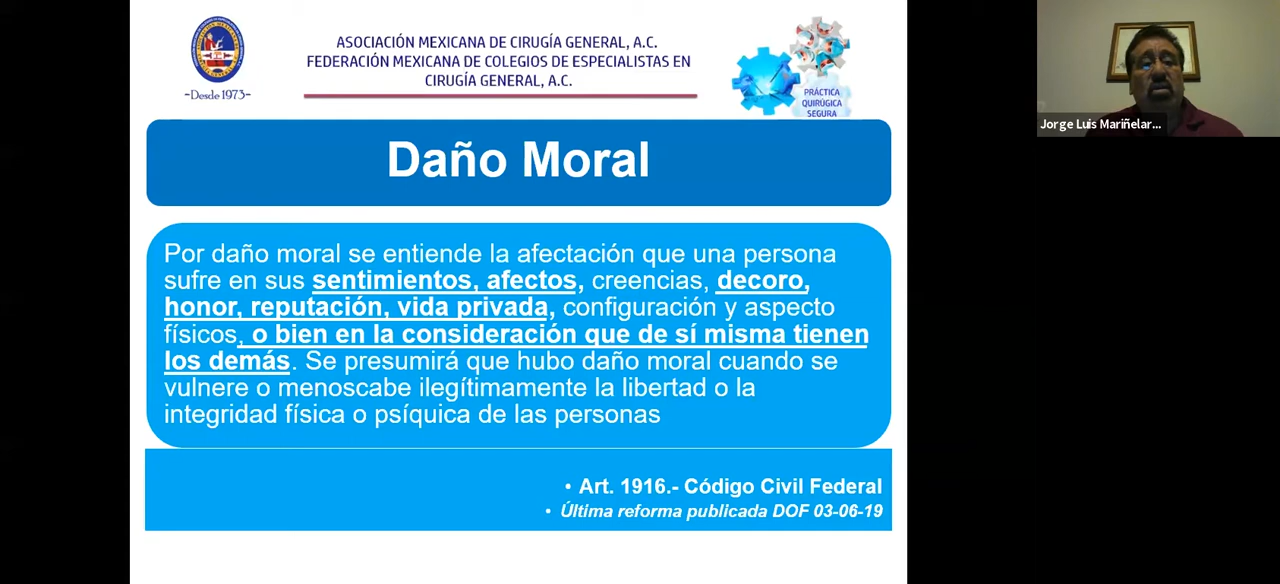 ASOCIACIÓN MEXICANA DE CIRUGÍA GENERAL, A.C.
FEDERACIÓN MEXICANA DE COLEGIOS DE ESPECIALISTAS EN
CIRUGÍA GENERAL, A.C.
-Desde 1973-
PRÁCTICA
QUIRÚGICA
SEGURA
Jorge Luis Mariñelar...
Daño Moral
Por daño moral se entiende la afectación que una persona
sufre en sus sentimientos, afectos, creencias, decoro,
honor, reputación, vida privada, configuración y aspecto
físicos, o bien en la consideración que de sí misma tienen
los demás. Se presumirá que hubo daño moral cuando se
vulnere o menoscabe ilegítimamente la libertad o la
integridad física o psíquica de las personas
• Art. 1916.- Código Civil Federal
• Última reforma publicada DOF 03-06-19